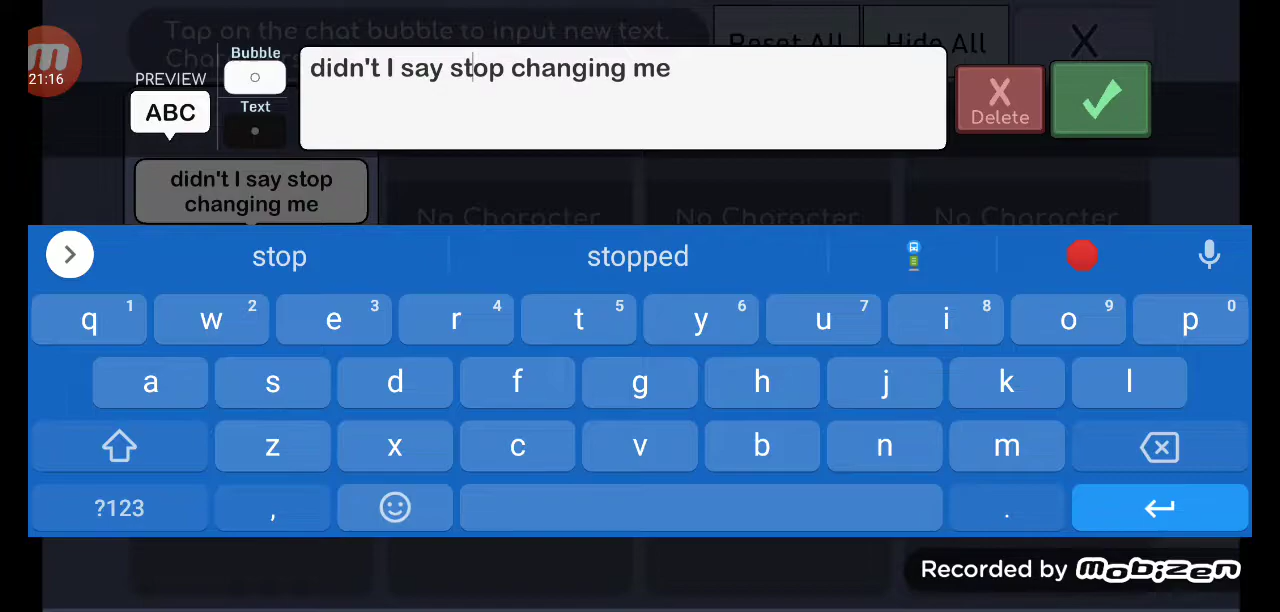 Tap on the chat bubble to input new text.
Reset All
Hide All
X
21:16
Bubble
PREVIEW
ABC
Text
didn't I say stop changing me
X
Delete
didn't I say stop
changing me
No Character
No Character
No Character
stop
stopped
q 1 w 2 e 3 r 4 t 5 y 6 u 7 i 8 o 9 p 0
a s d f g h j k l
z x c v b n m
?123 , .
Recorded by mobizen